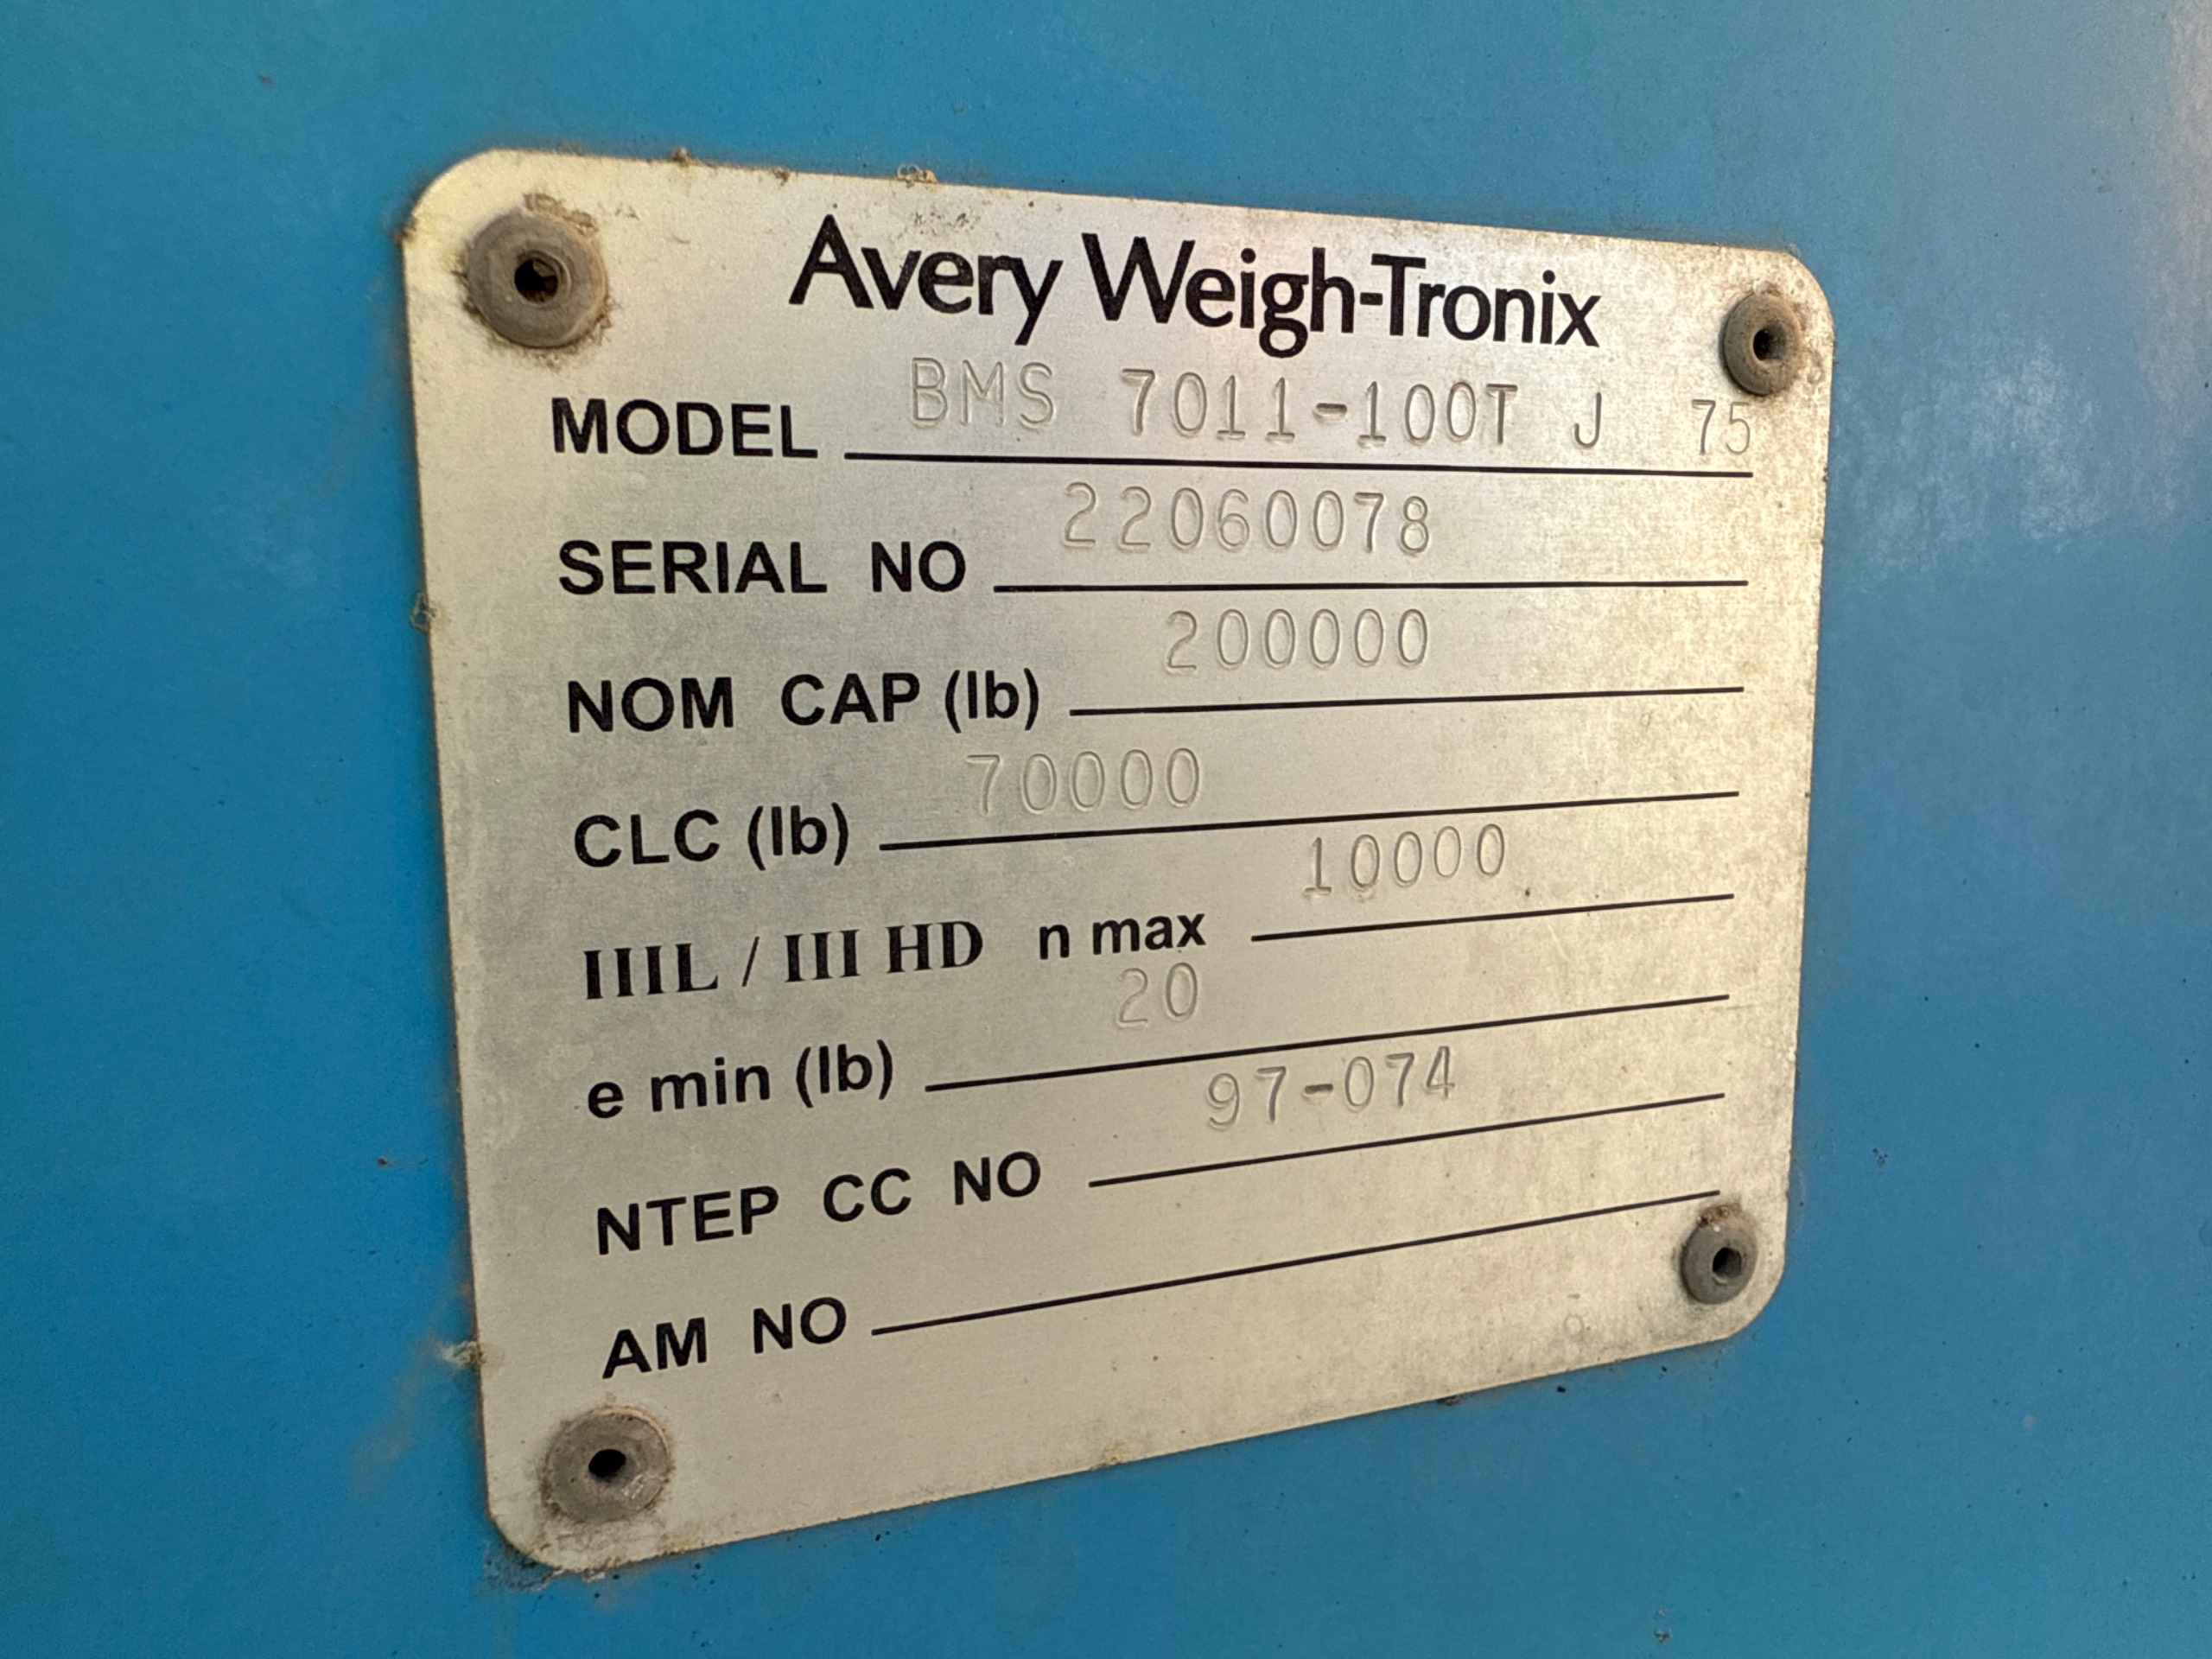 Avery Weigh-Tronix
MODEL BMS 7011-100T J 75
SERIAL NO 22060078
NOM CAP (lb) 200000
CLC (lb) 70000
IIIL / III HD n max 10000
e min (lb) 20
NTEP CC NO 97-074
AM NO